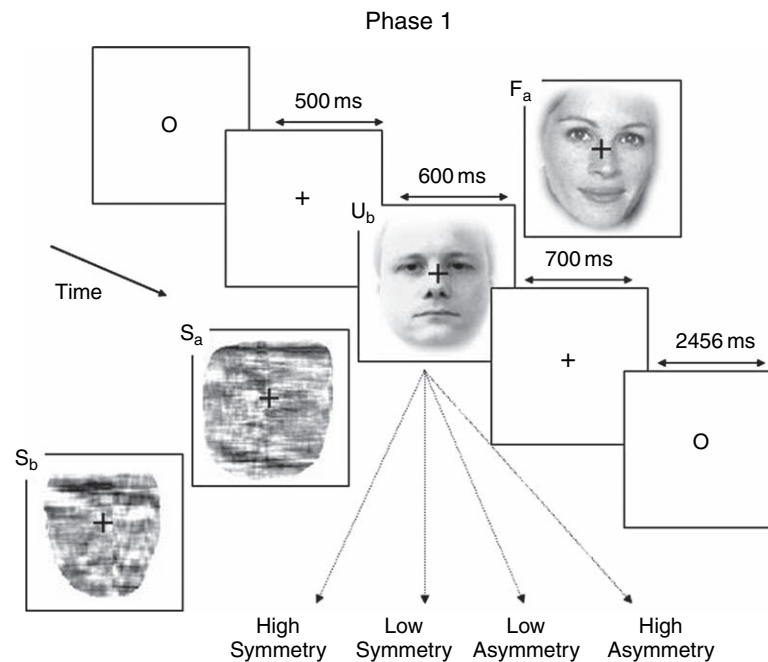 Phase 1
O
500 ms
F_a
+
+
600 ms
U_b
+
700 ms
Time
+
2456 ms
S_a
+
O
S_b
+
High Symmetry
Low Symmetry
Low Asymmetry
High Asymmetry